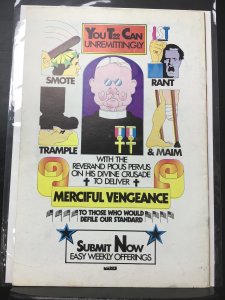 YOU TOO CAN
UNREMITTINGLY
SMOTE
RANT
TRAMPLE
& MAIM
WITH THE
REVERAND PIOUS PERVUS
ON HIS DIVINE CRUSADE
TO DELIVER
MERCIFUL VENGEANCE
TO THOSE WHO WOULD
DEFILE OUR STANDARD
SUBMIT NOW
EASY WEEKLY OFFERINGS